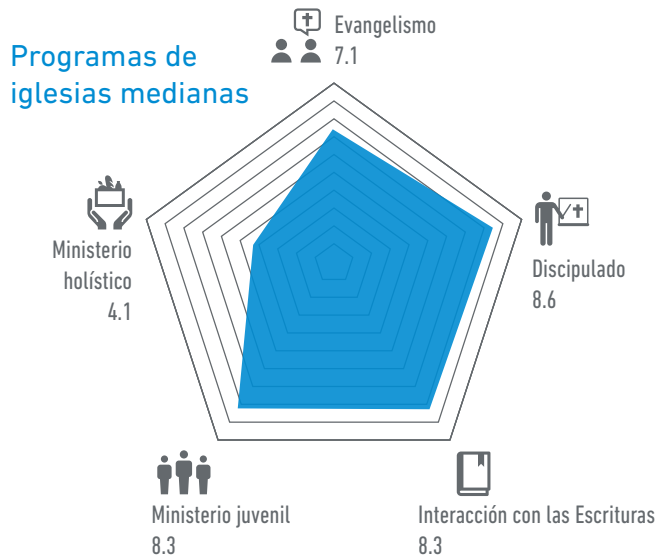 Programas de
iglesias medianas
Evangelismo
7.1
Discipulado
8.6
Interacción con las Escrituras
8.3
Ministerio juvenil
8.3
Ministerio
holístico
4.1